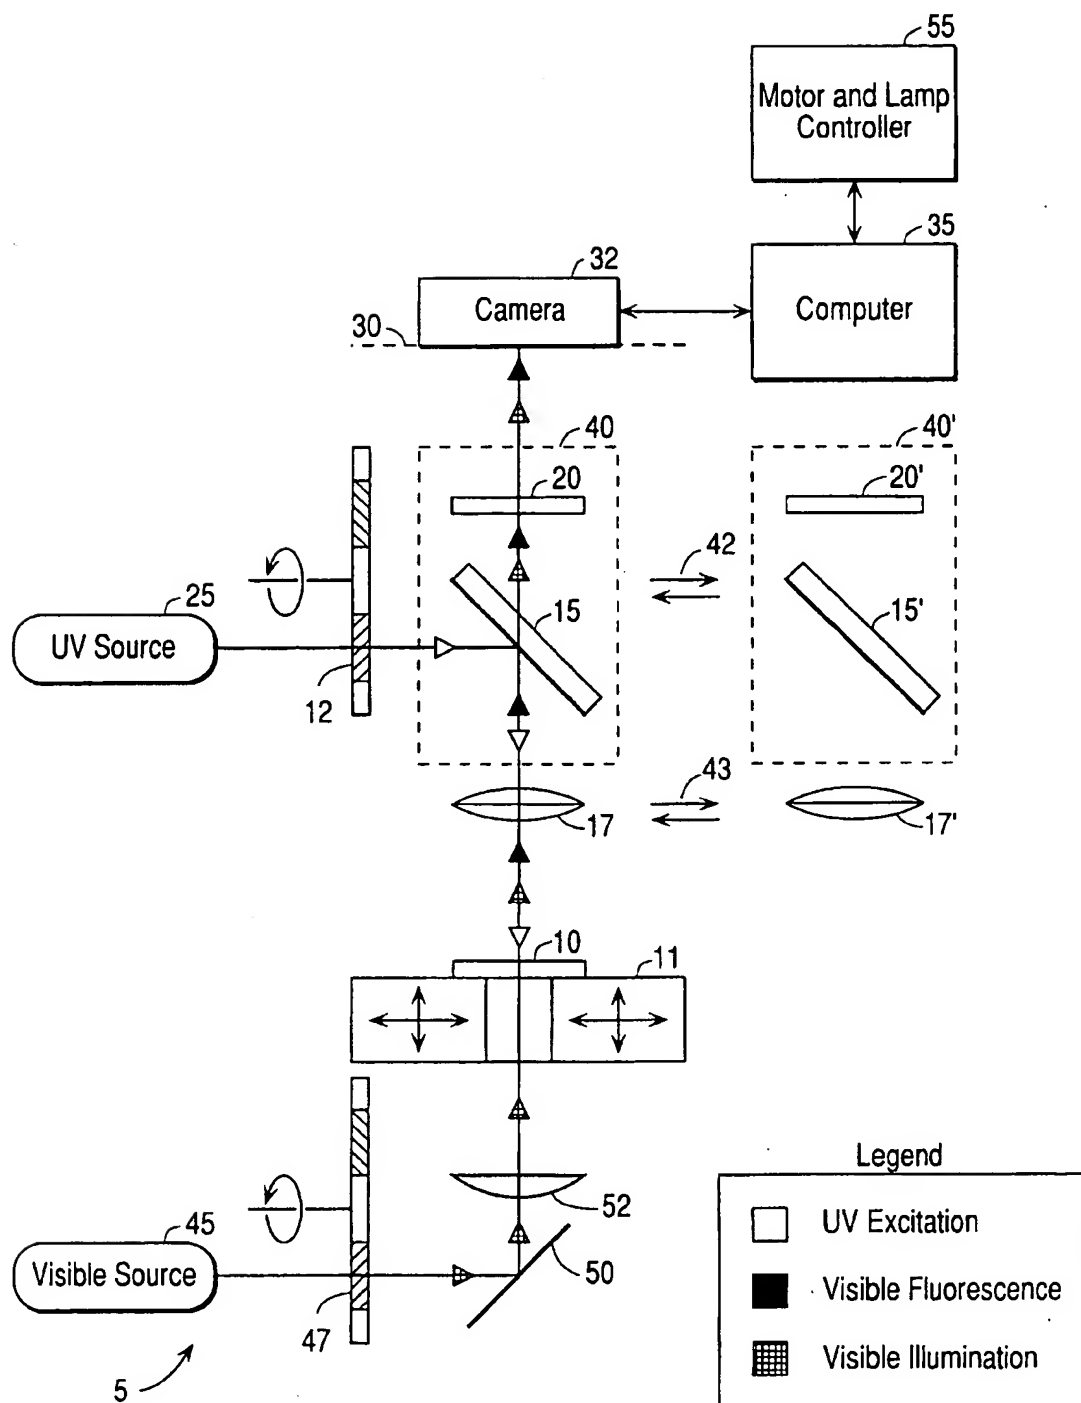 55
Motor and Lamp
Controller
35
Computer
32
Camera
30
40
40'
20
20'
42
25
UV Source
15
15'
12
43
17
17'
10
11
52
45
Visible Source
50
47
5
Legend
UV Excitation
Visible Fluorescence
Visible Illumination